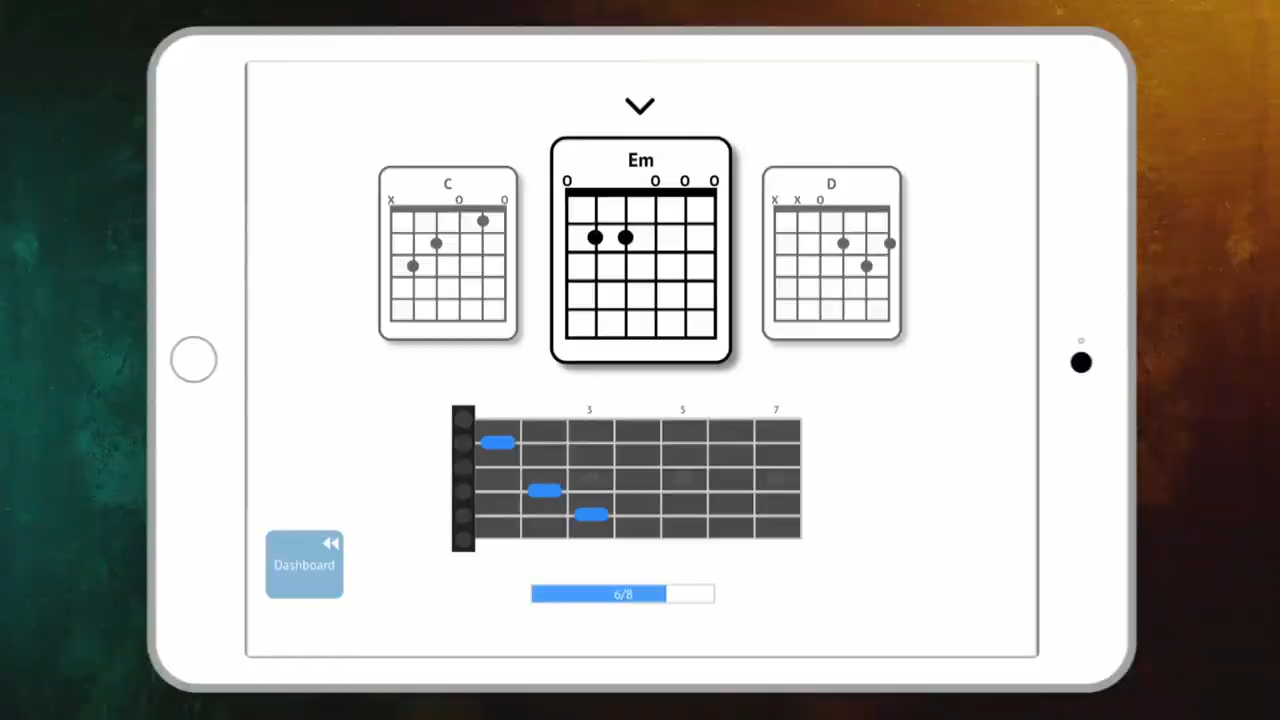 Em
O O O O
C
X O O
D
X X O
3 5 7
Dashboard
6/8